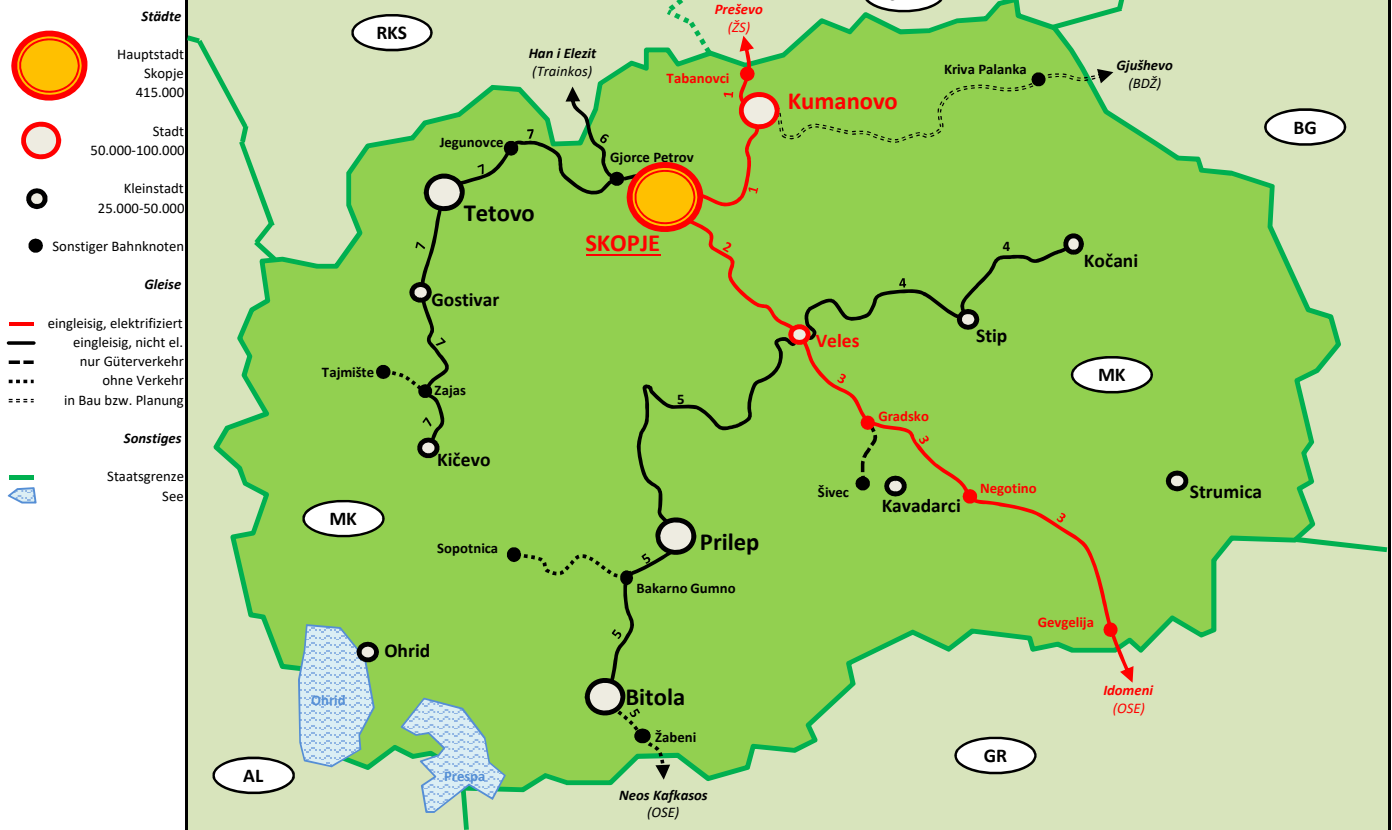 Städte
Hauptstadt
Skopje
415.000
Stadt
50.000-100.000
Kleinstadt
25.000-50.000
Sonstiger Bahnknoten
Gleise
eingleisig, elektrifiziert
eingleisig, nicht el.
nur Güterverkehr
ohne Verkehr
in Bau bzw. Planung
Sonstiges
Staatsgrenze
See
RKS
Preševo
(ŽS)
Han i Elezit
(Trainkos)
Tabanovci
1
Kumanovo
Kriva Palanka
Gjušhevo
(BDŽ)
BG
Jegunovce
7
6
Gjorce Petrov
7
1
Tetovo
SKOPJE
2
7
4
Kočani
Gostivar
4
Stip
Veles
7
Tajmište
Zajas
7
Kičevo
5
3
MK
Gradsko
3
Šivec
Kavadarci
Negotino
Strumica
3
MK
Prilep
Sopotnica
5
Bakarno Gumno
5
Gevgelija
Ohrid
Ohrid
Bitola
5
Žabeni
Idomeni
(OSE)
GR
AL
Prespa
Neos Kafkasos
(OSE)